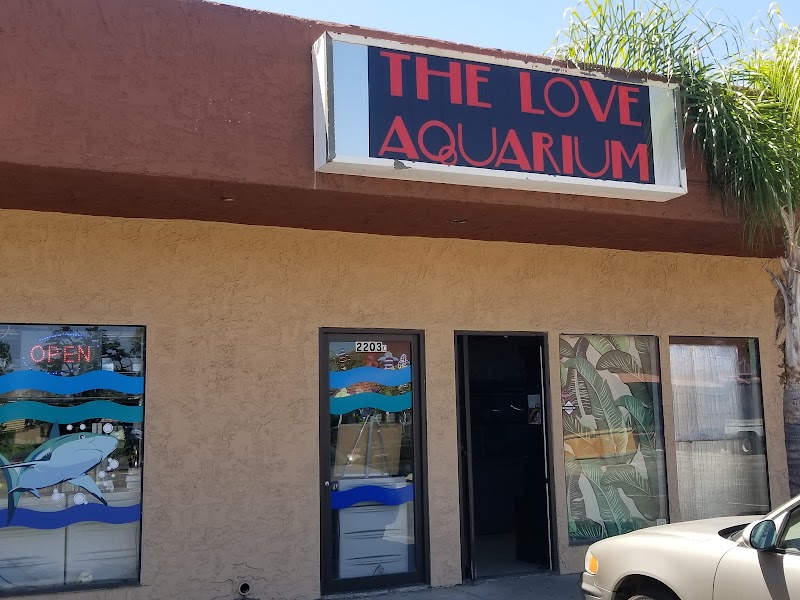 THE LOVE
AQUARIUM
OPEN
2203